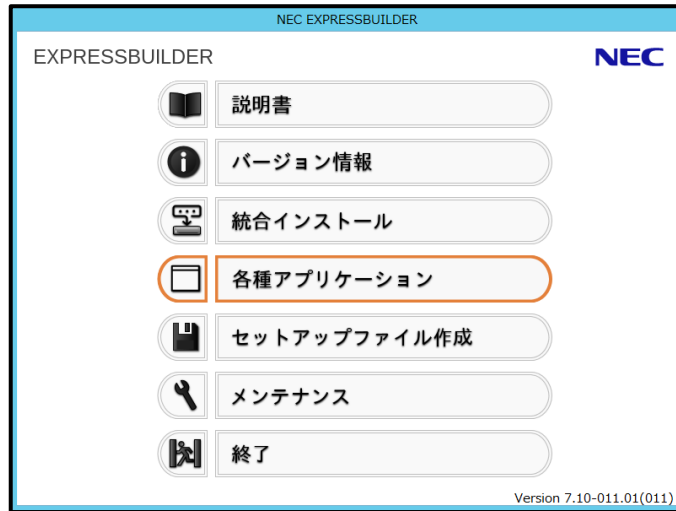 NEC EXPRESSBUILDER
EXPRESSBUILDER
NEC
説明書
バージョン情報
統合インストール
各種アプリケーション
セットアップファイル作成
メンテナンス
終了
Version 7.10-011.01(011)